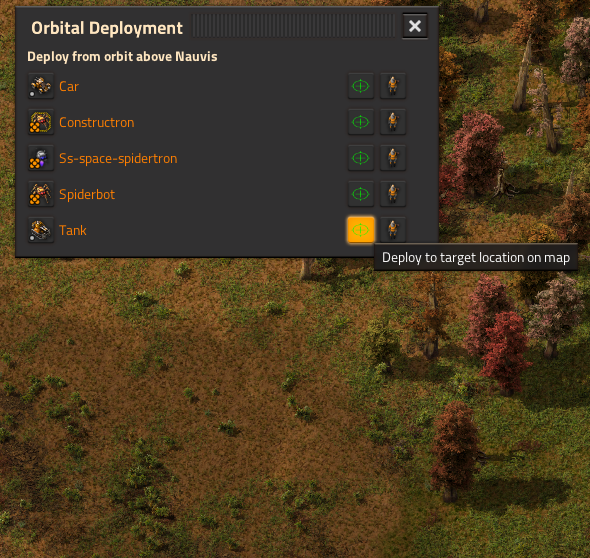 Orbital Deployment
Deploy from orbit above Nauvis
Car
Constructron
Ss-space-spidertron
Spiderbot
Tank
Deploy to target location on map